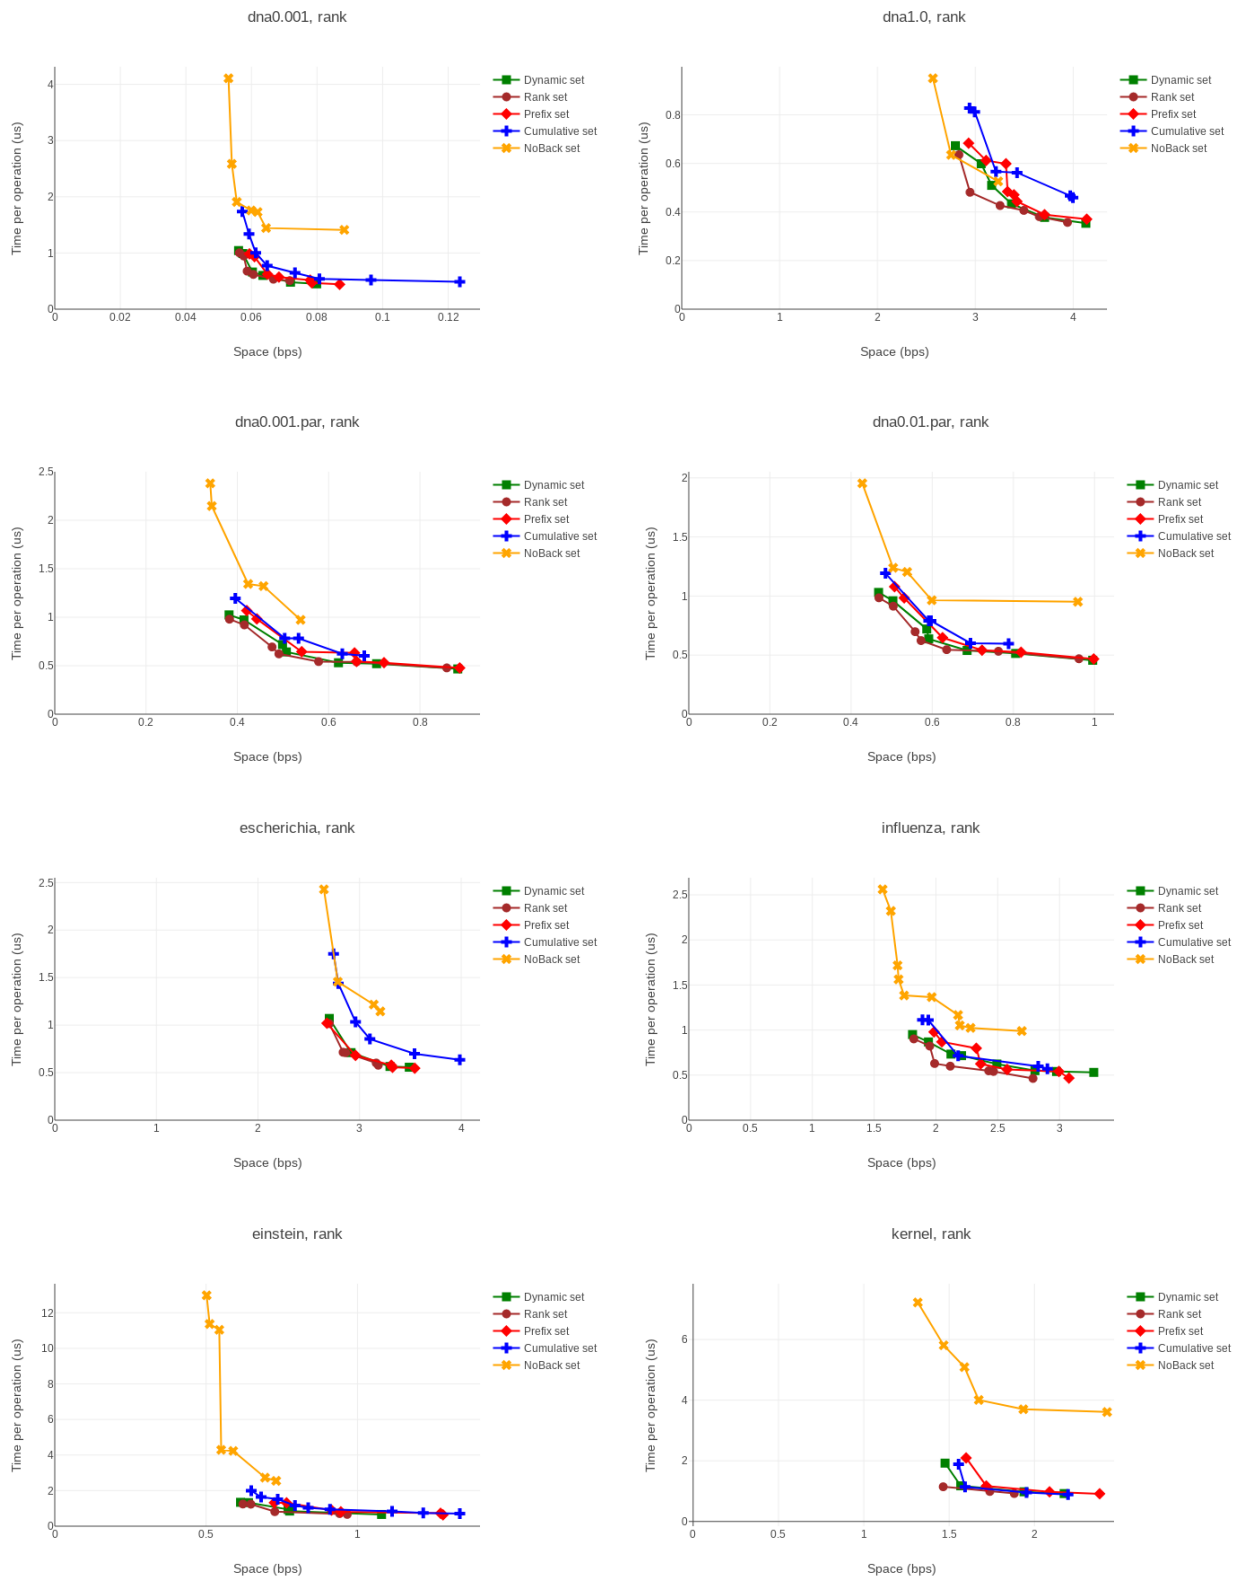 dna0.001, rank
Time per operation (us)
4
3
2
1
0
0 0.02 0.04 0.06 0.08 0.1 0.12
Space (bps)
Dynamic set
Rank set
Prefix set
Cumulative set
NoBack set
dna1.0, rank
Time per operation (us)
0.8
0.6
0.4
0.2
0
0 1 2 3 4
Space (bps)
Dynamic set
Rank set
Prefix set
Cumulative set
NoBack set
dna0.001.par, rank
Time per operation (us)
2.5
2
1.5
1
0.5
0
0 0.2 0.4 0.6 0.8
Space (bps)
Dynamic set
Rank set
Prefix set
Cumulative set
NoBack set
dna0.01.par, rank
Time per operation (us)
2
1.5
1
0.5
0
0 0.2 0.4 0.6 0.8 1
Space (bps)
Dynamic set
Rank set
Prefix set
Cumulative set
NoBack set
escherichia, rank
Time per operation (us)
2.5
2
1.5
1
0.5
0
0 1 2 3 4
Space (bps)
Dynamic set
Rank set
Prefix set
Cumulative set
NoBack set
influenza, rank
Time per operation (us)
2.5
2
1.5
1
0.5
0
0 0.5 1 1.5 2 2.5 3
Space (bps)
Dynamic set
Rank set
Prefix set
Cumulative set
NoBack set
einstein, rank
Time per operation (us)
12
10
8
6
4
2
0
0 0.5 1
Space (bps)
Dynamic set
Rank set
Prefix set
Cumulative set
NoBack set
kernel, rank
Time per operation (us)
6
4
2
0
0 0.5 1 1.5 2
Space (bps)
Dynamic set
Rank set
Prefix set
Cumulative set
NoBack set